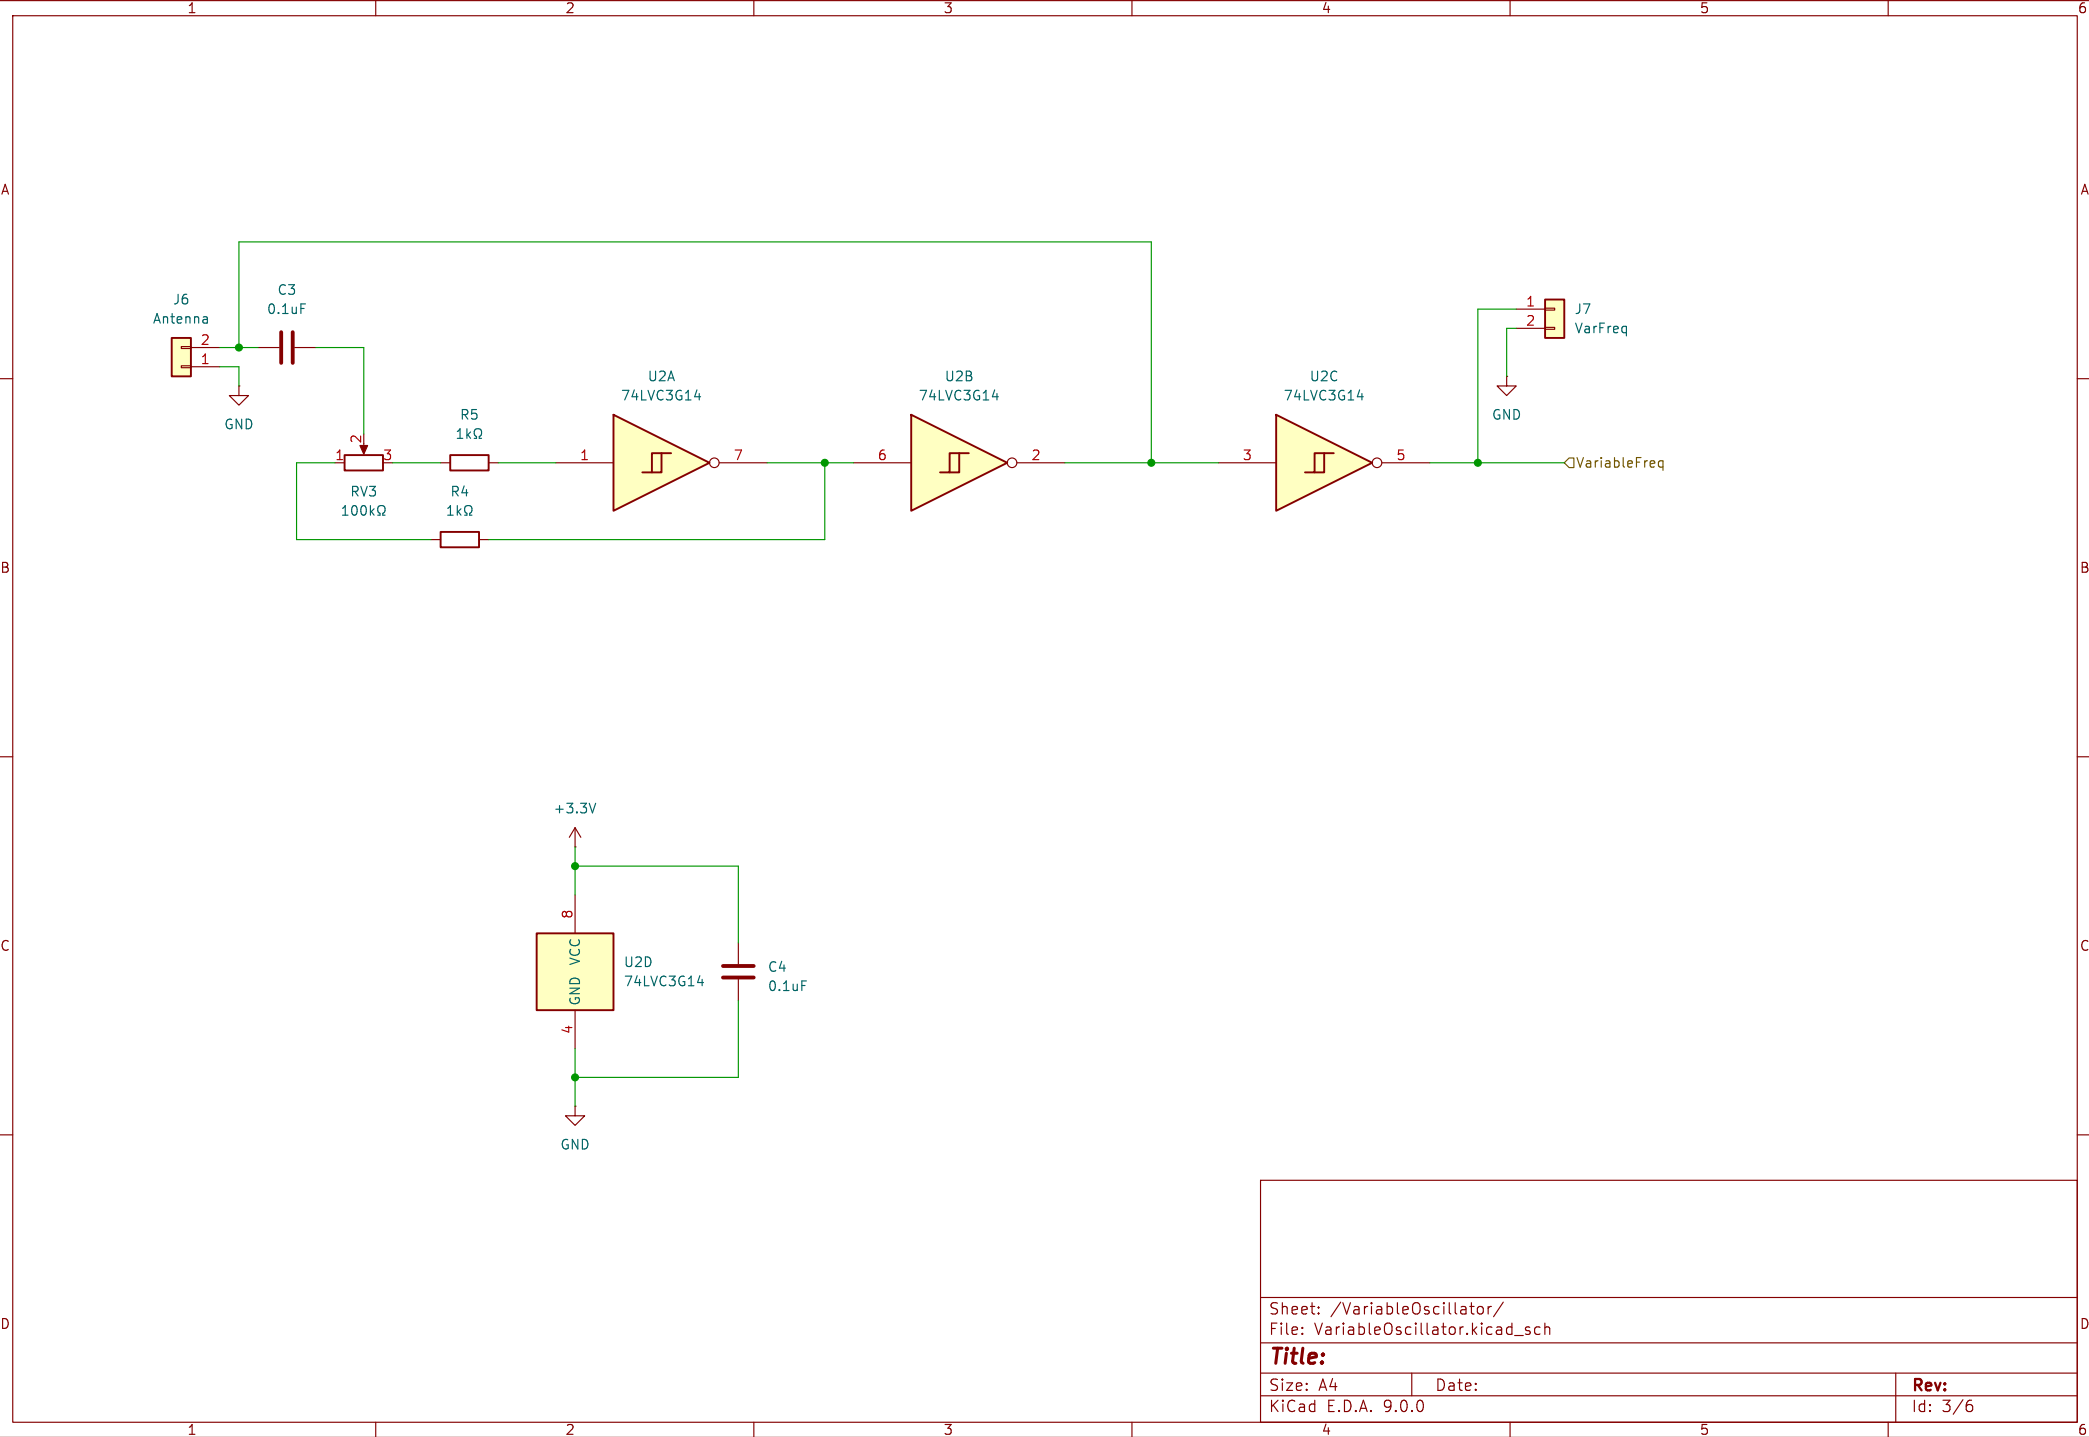 1 2 3 4 5 6
A A
J6
Antenna
2
1
GND
C3
0.1uF
2
1 3
RV3
100kΩ
R5
1kΩ
R4
1kΩ
U2A
74LVC3G14
1 7
U2B
74LVC3G14
6 2
U2C
74LVC3G14
3 5
1
2
J7
VarFreq
GND
VariableFreq
B B
+3.3V
8
VCC
GND
4
U2D
74LVC3G14
C4
0.1uF
GND
C C
Sheet: /VariableOscillator/
File: VariableOscillator.kicad_sch
Title:
Size: A4 Date: Rev:
KiCad E.D.A. 9.0.0 Id: 3/6
D D
1 2 3 4 5 6